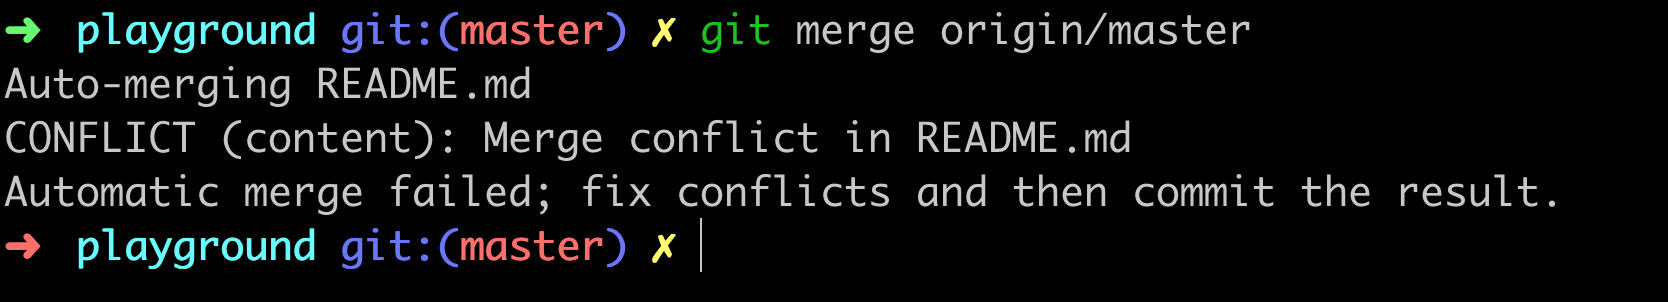 ➜ playground git:(master) ✗ git merge origin/master
Auto-merging README.md
CONFLICT (content): Merge conflict in README.md
Automatic merge failed; fix conflicts and then commit the result.
➜ playground git:(master) ✗